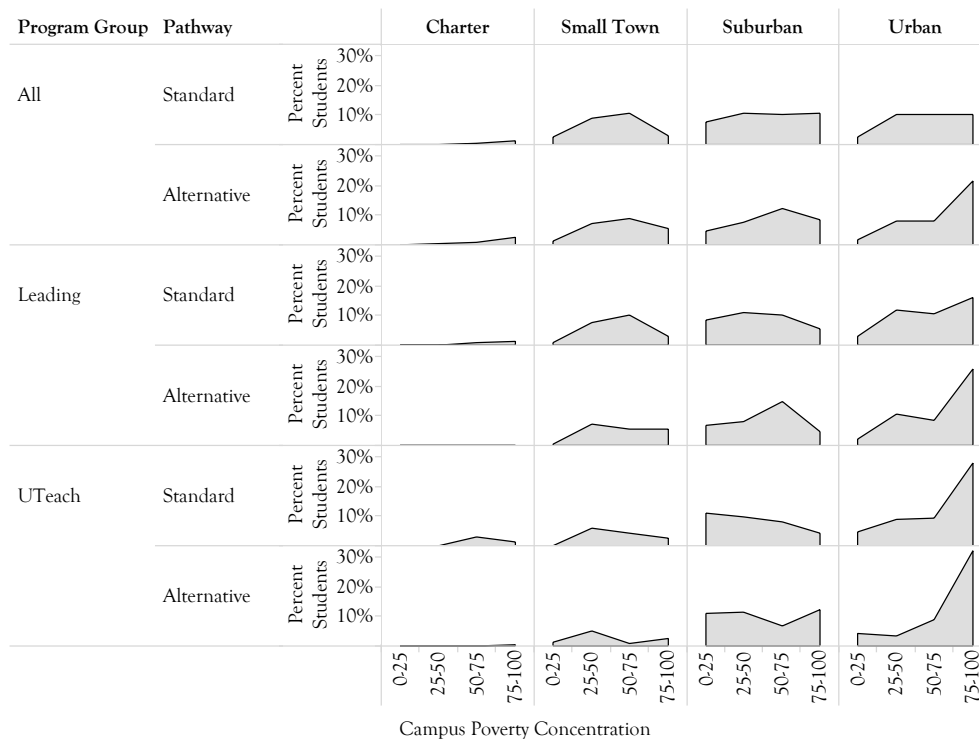 Program Group Pathway Charter Small Town Suburban Urban
All Standard Percent Students 30% 20% 10%
Alternative Percent Students 30% 20% 10%
Leading Standard Percent Students 30% 20% 10%
Alternative Percent Students 30% 20% 10%
UTeach Standard Percent Students 30% 20% 10%
Alternative Percent Students 30% 20% 10%
0-25 25-50 50-75 75-100 0-25 25-50 50-75 75-100 0-25 25-50 50-75 75-100 0-25 25-50 50-75 75-100
Campus Poverty Concentration